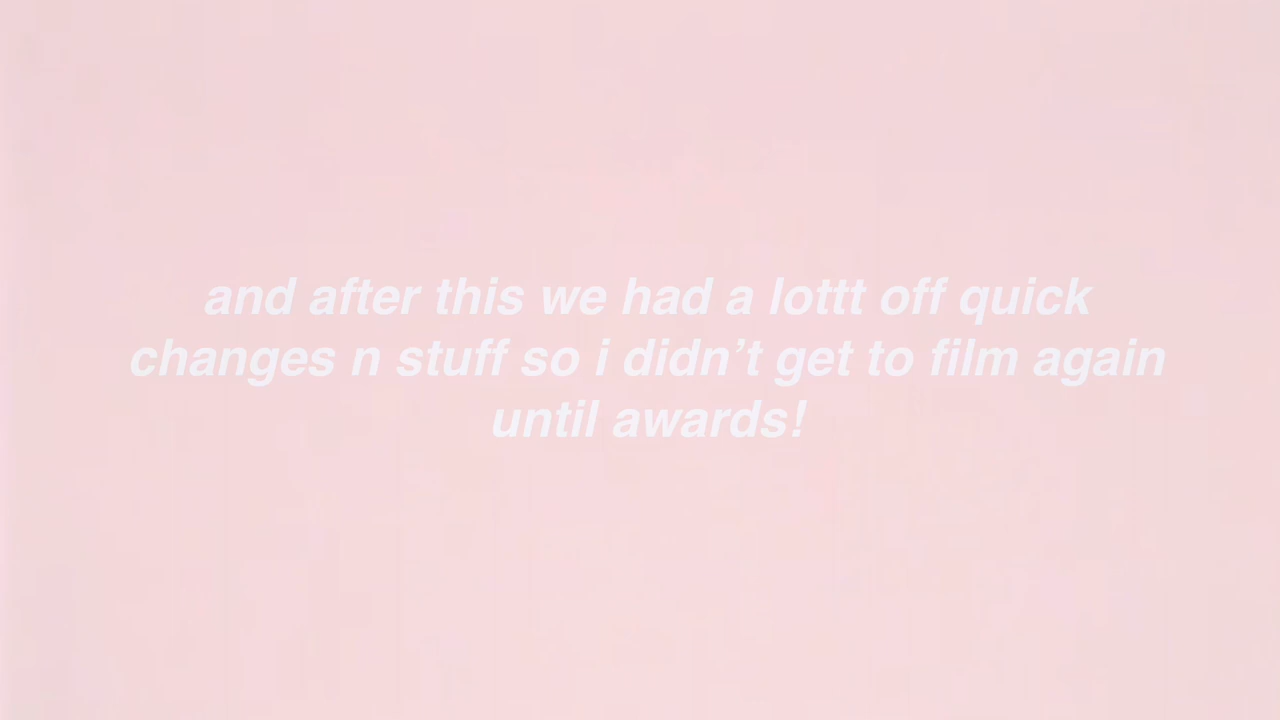 and after this we had a lottt off quick
changes n stuff so i didn’t get to film again
until awards!